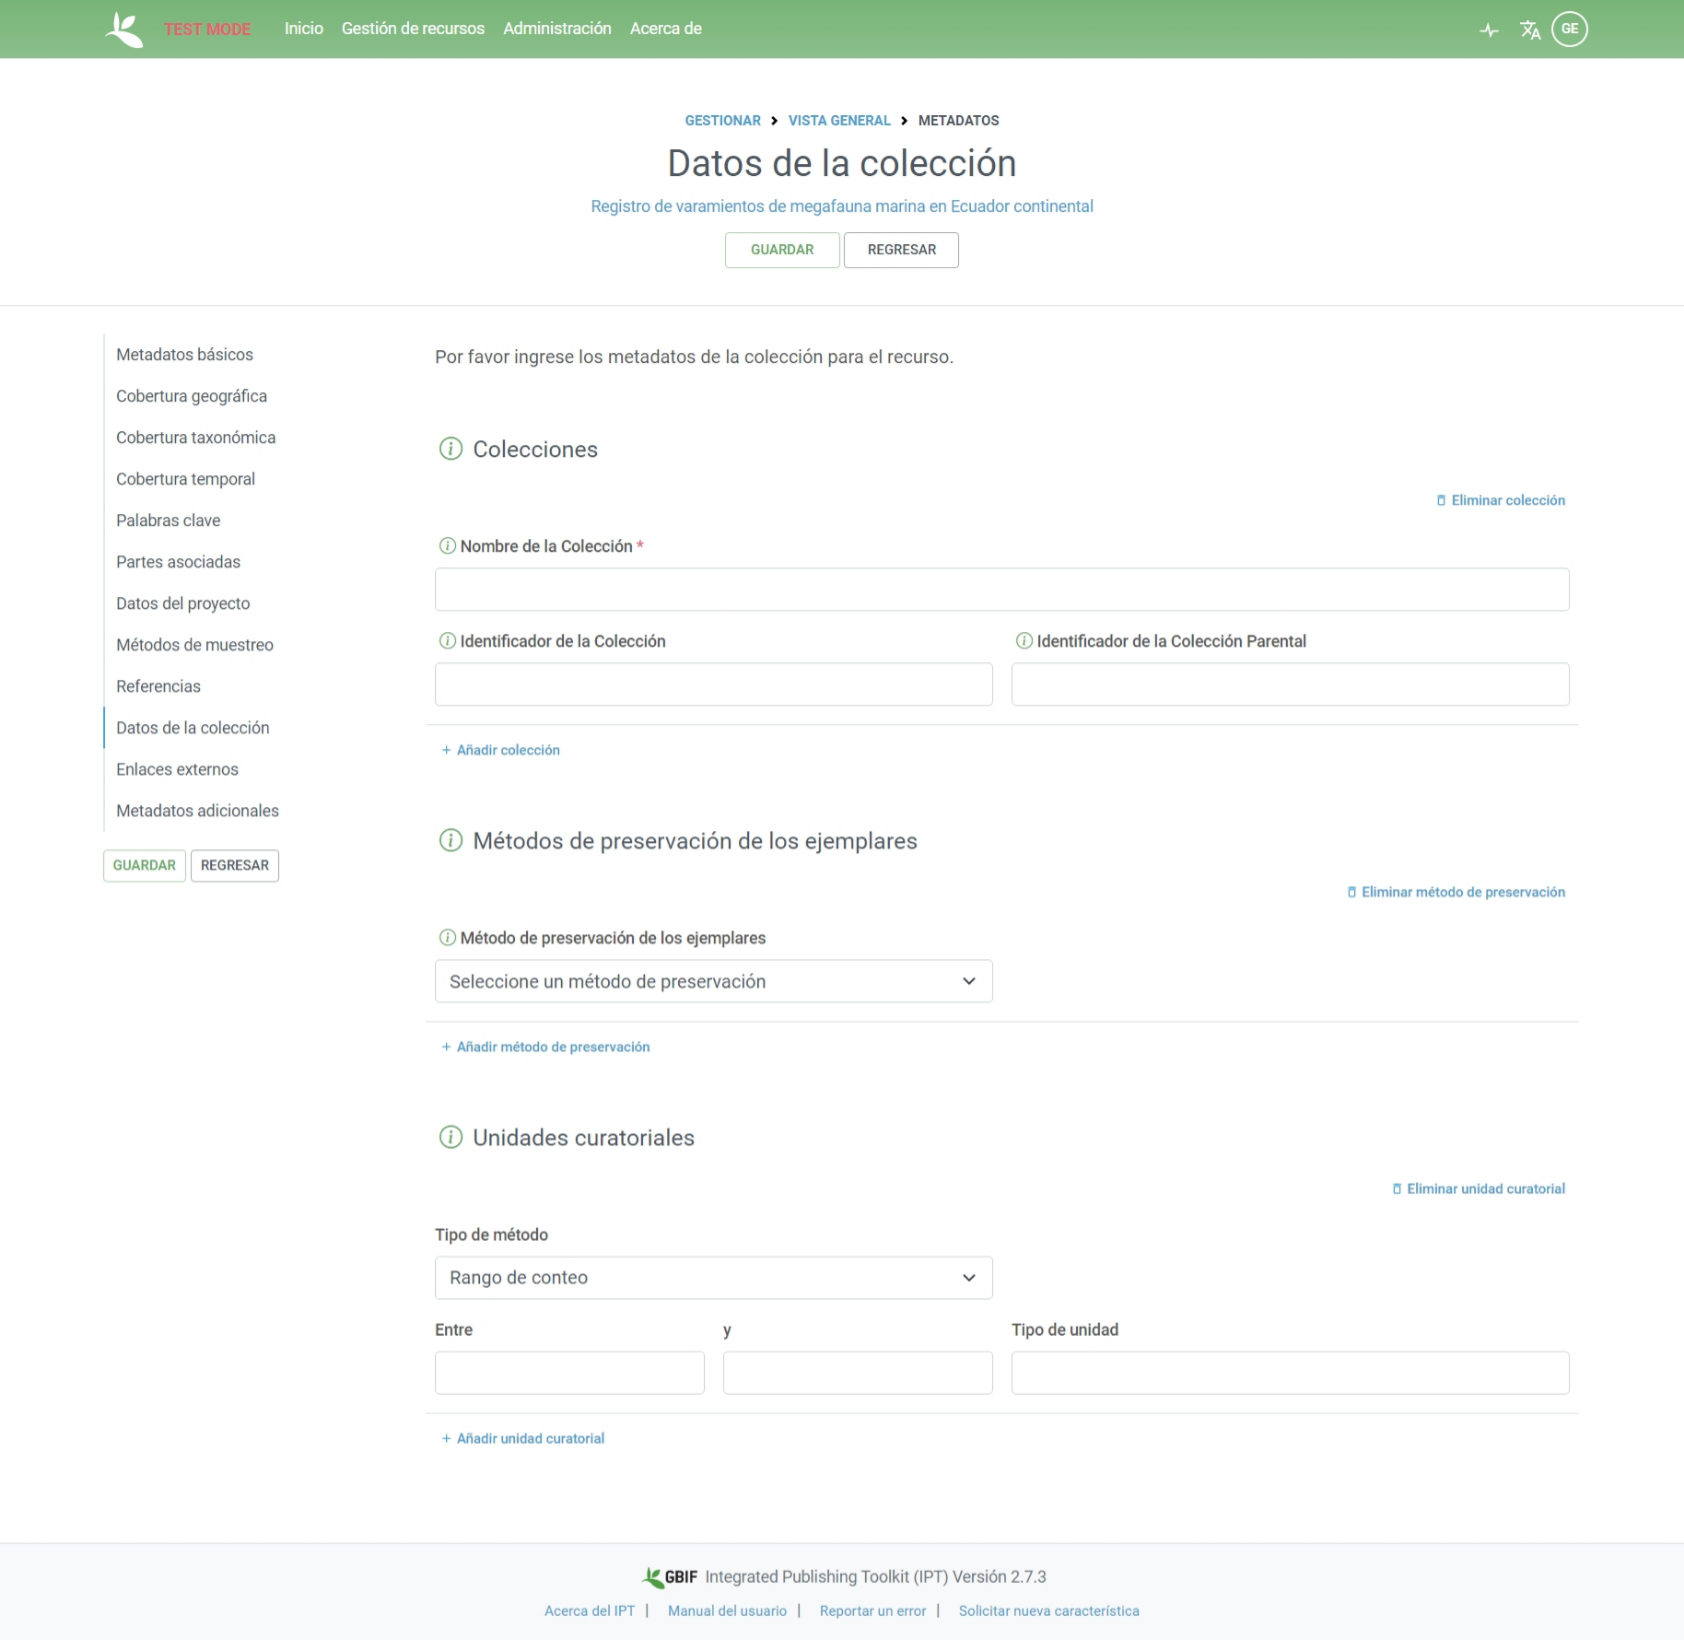 TEST MODE Inicio Gestión de recursos Administración Acerca de GE
GESTIONAR VISTA GENERAL METADATOS
Datos de la colección
Registro de varamientos de megafauna marina en Ecuador continental
GUARDAR REGRESAR
Metadatos básicos
Cobertura geográfica
Cobertura taxonómica
Cobertura temporal
Palabras clave
Partes asociadas
Datos del proyecto
Métodos de muestreo
Referencias
Datos de la colección
Enlaces externos
Metadatos adicionales
GUARDAR REGRESAR
Por favor ingrese los metadatos de la colección para el recurso.
Colecciones
Eliminar colección
Nombre de la Colección *
Identificador de la Colección Identificador de la Colección Parental
+ Añadir colección
Métodos de preservación de los ejemplares
Eliminar método de preservación
Método de preservación de los ejemplares
Seleccione un método de preservación
+ Añadir método de preservación
Unidades curatoriales
Eliminar unidad curatorial
Tipo de método
Rango de conteo
Entre y Tipo de unidad
+ Añadir unidad curatorial
GBIF Integrated Publishing Toolkit (IPT) Versión 2.7.3
Acerca del IPT | Manual del usuario | Reportar un error | Solicitar nueva característica